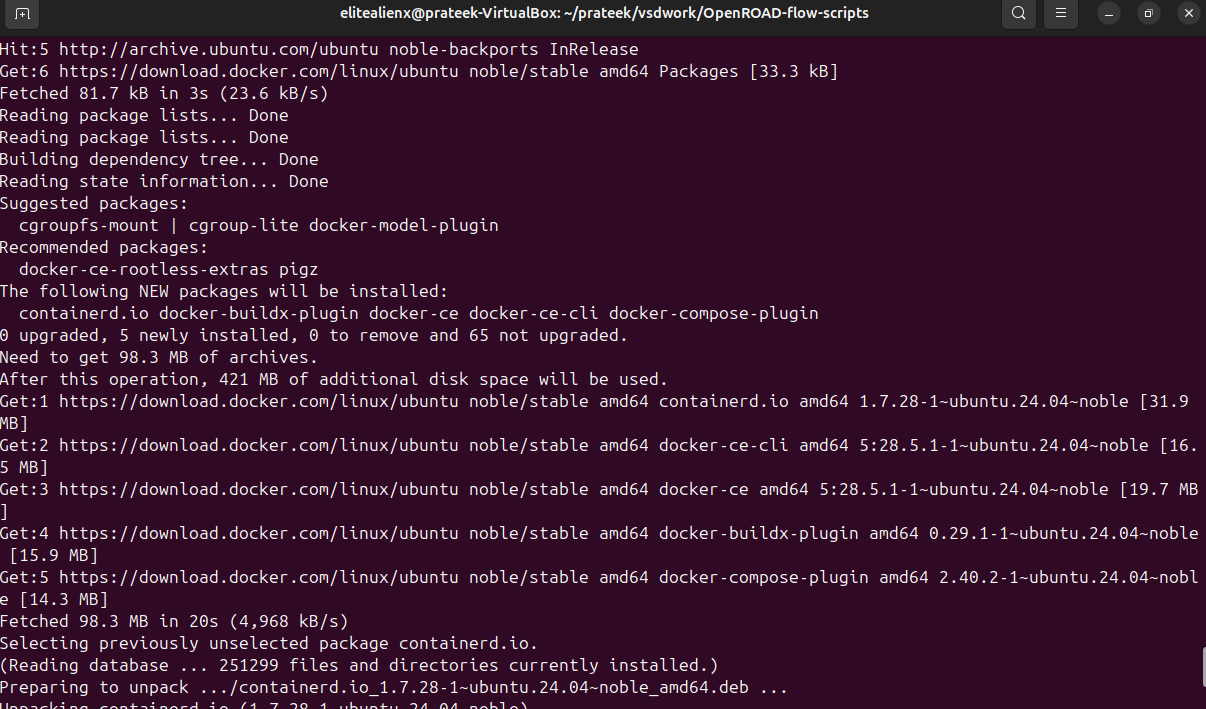 elitealienx@prateek-VirtualBox: ~/prateek/vsdwork/OpenROAD-flow-scripts
Hit:5 http://archive.ubuntu.com/ubuntu noble-backports InRelease
Get:6 https://download.docker.com/linux/ubuntu noble/stable amd64 Packages [33.3 kB]
Fetched 81.7 kB in 3s (23.6 kB/s)
Reading package lists... Done
Reading package lists... Done
Building dependency tree... Done
Reading state information... Done
Suggested packages:
  cgroupfs-mount | cgroup-lite docker-model-plugin
Recommended packages:
  docker-ce-rootless-extras pigz
The following NEW packages will be installed:
  containerd.io docker-buildx-plugin docker-ce docker-ce-cli docker-compose-plugin
0 upgraded, 5 newly installed, 0 to remove and 65 not upgraded.
Need to get 98.3 MB of archives.
After this operation, 421 MB of additional disk space will be used.
Get:1 https://download.docker.com/linux/ubuntu noble/stable amd64 containerd.io amd64 1.7.28-1~ubuntu.24.04~noble [31.9
MB]
Get:2 https://download.docker.com/linux/ubuntu noble/stable amd64 docker-ce-cli amd64 5:28.5.1-1~ubuntu.24.04~noble [16.
5 MB]
Get:3 https://download.docker.com/linux/ubuntu noble/stable amd64 docker-ce amd64 5:28.5.1-1~ubuntu.24.04~noble [19.7 MB
]
Get:4 https://download.docker.com/linux/ubuntu noble/stable amd64 docker-buildx-plugin amd64 0.29.1-1~ubuntu.24.04~noble
 [15.9 MB]
Get:5 https://download.docker.com/linux/ubuntu noble/stable amd64 docker-compose-plugin amd64 2.40.2-1~ubuntu.24.04~nobl
e [14.3 MB]
Fetched 98.3 MB in 20s (4,968 kB/s)
Selecting previously unselected package containerd.io.
(Reading database ... 251299 files and directories currently installed.)
Preparing to unpack .../containerd.io_1.7.28-1~ubuntu.24.04~noble_amd64.deb ...
Unpacking containerd.io (1.7.28-1~ubuntu.24.04~noble)